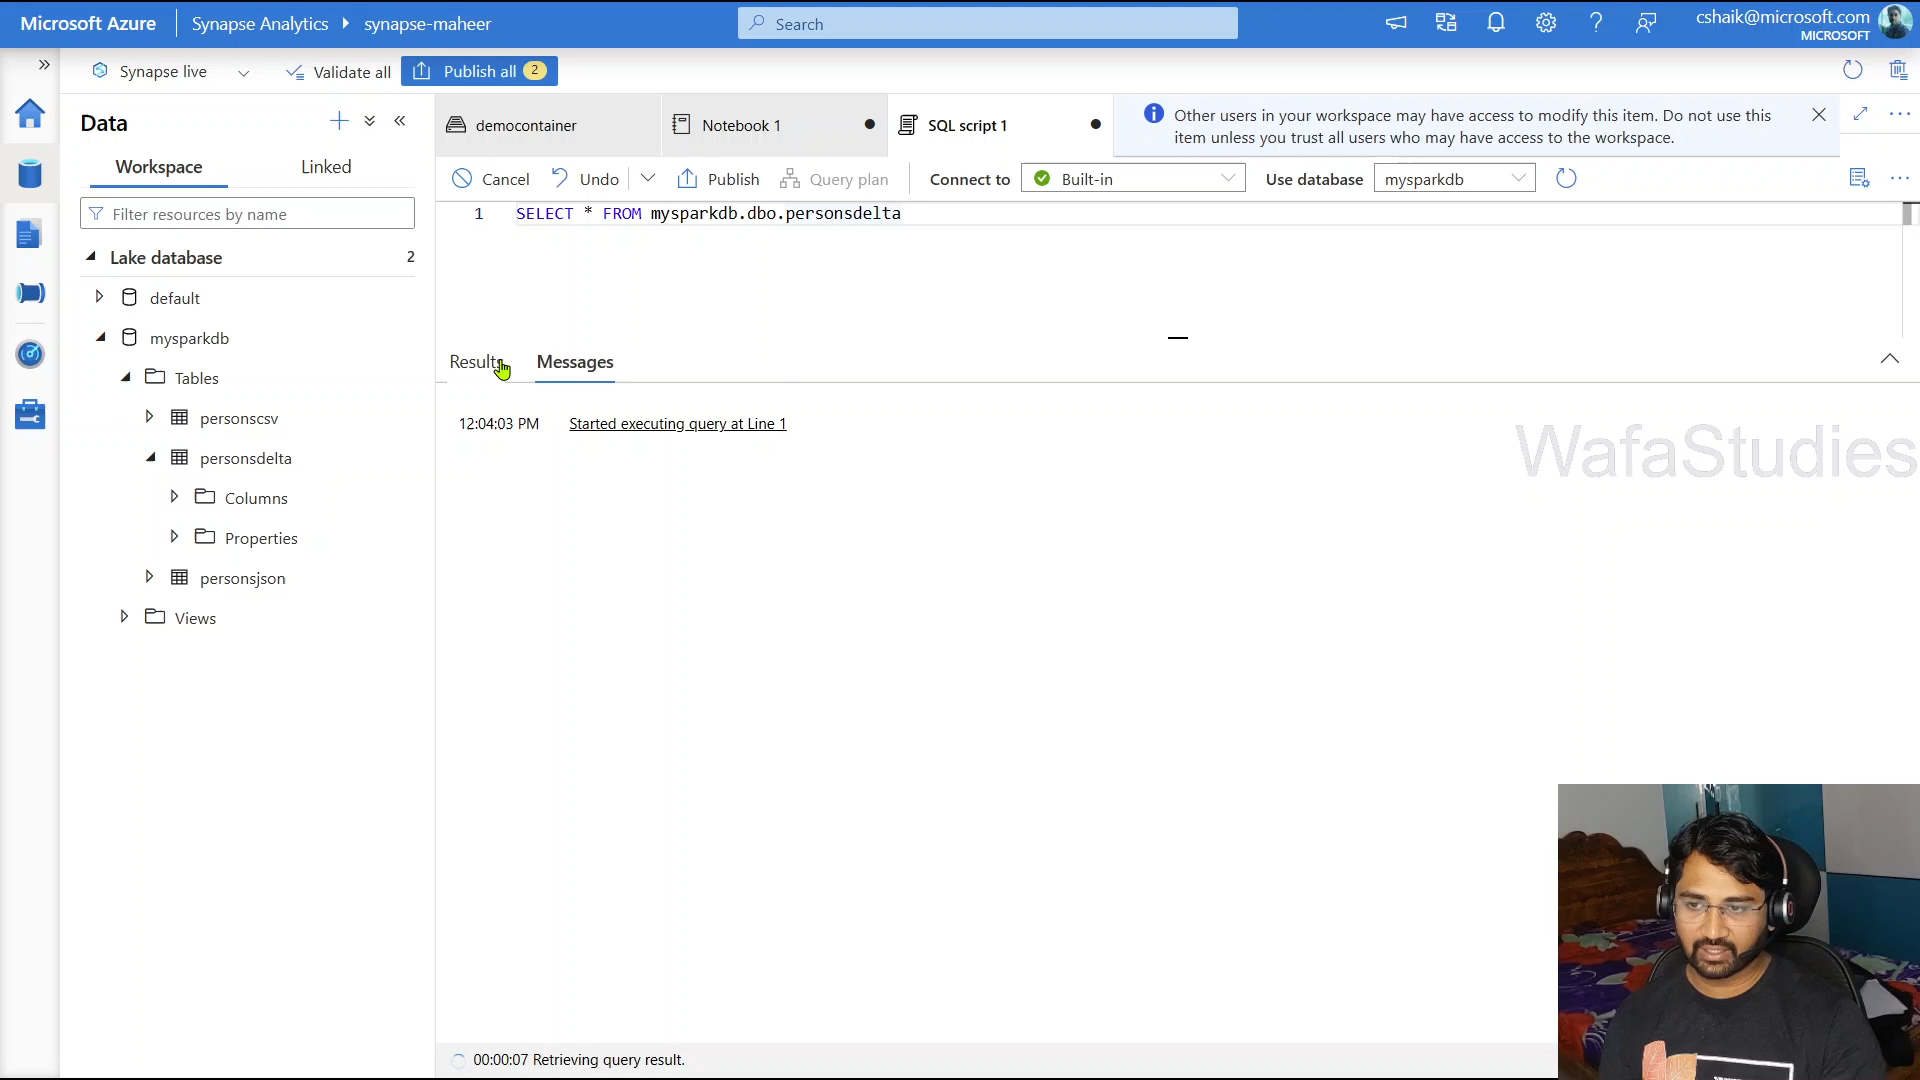 Microsoft Azure
Synapse Analytics
synapse-maheer
Search
cshaik@microsoft.com
MICROSOFT
Synapse live
Validate all
Publish all 2
Data
Workspace
Linked
Filter resources by name
Lake database 2
default
mysparkdb
Tables
personscsv
personsdelta
Columns
Properties
personsjson
Views
democontainer
Notebook 1
SQL script 1
Other users in your workspace may have access to modify this item. Do not use this
item unless you trust all users who may have access to the workspace.
Cancel
Undo
Publish
Query plan
Connect to
Built-in
Use database
mysparkdb
1 SELECT * FROM mysparkdb.dbo.personsdelta
Results
Messages
12:04:03 PM Started executing query at Line 1
WafaStudies
00:00:07 Retrieving query result.